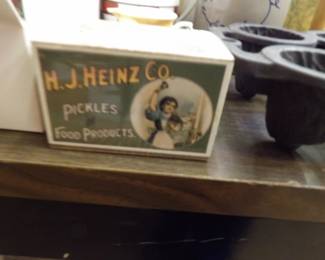 H.J. HEINZ CO.
PICKLES
FOOD PRODUCTS.